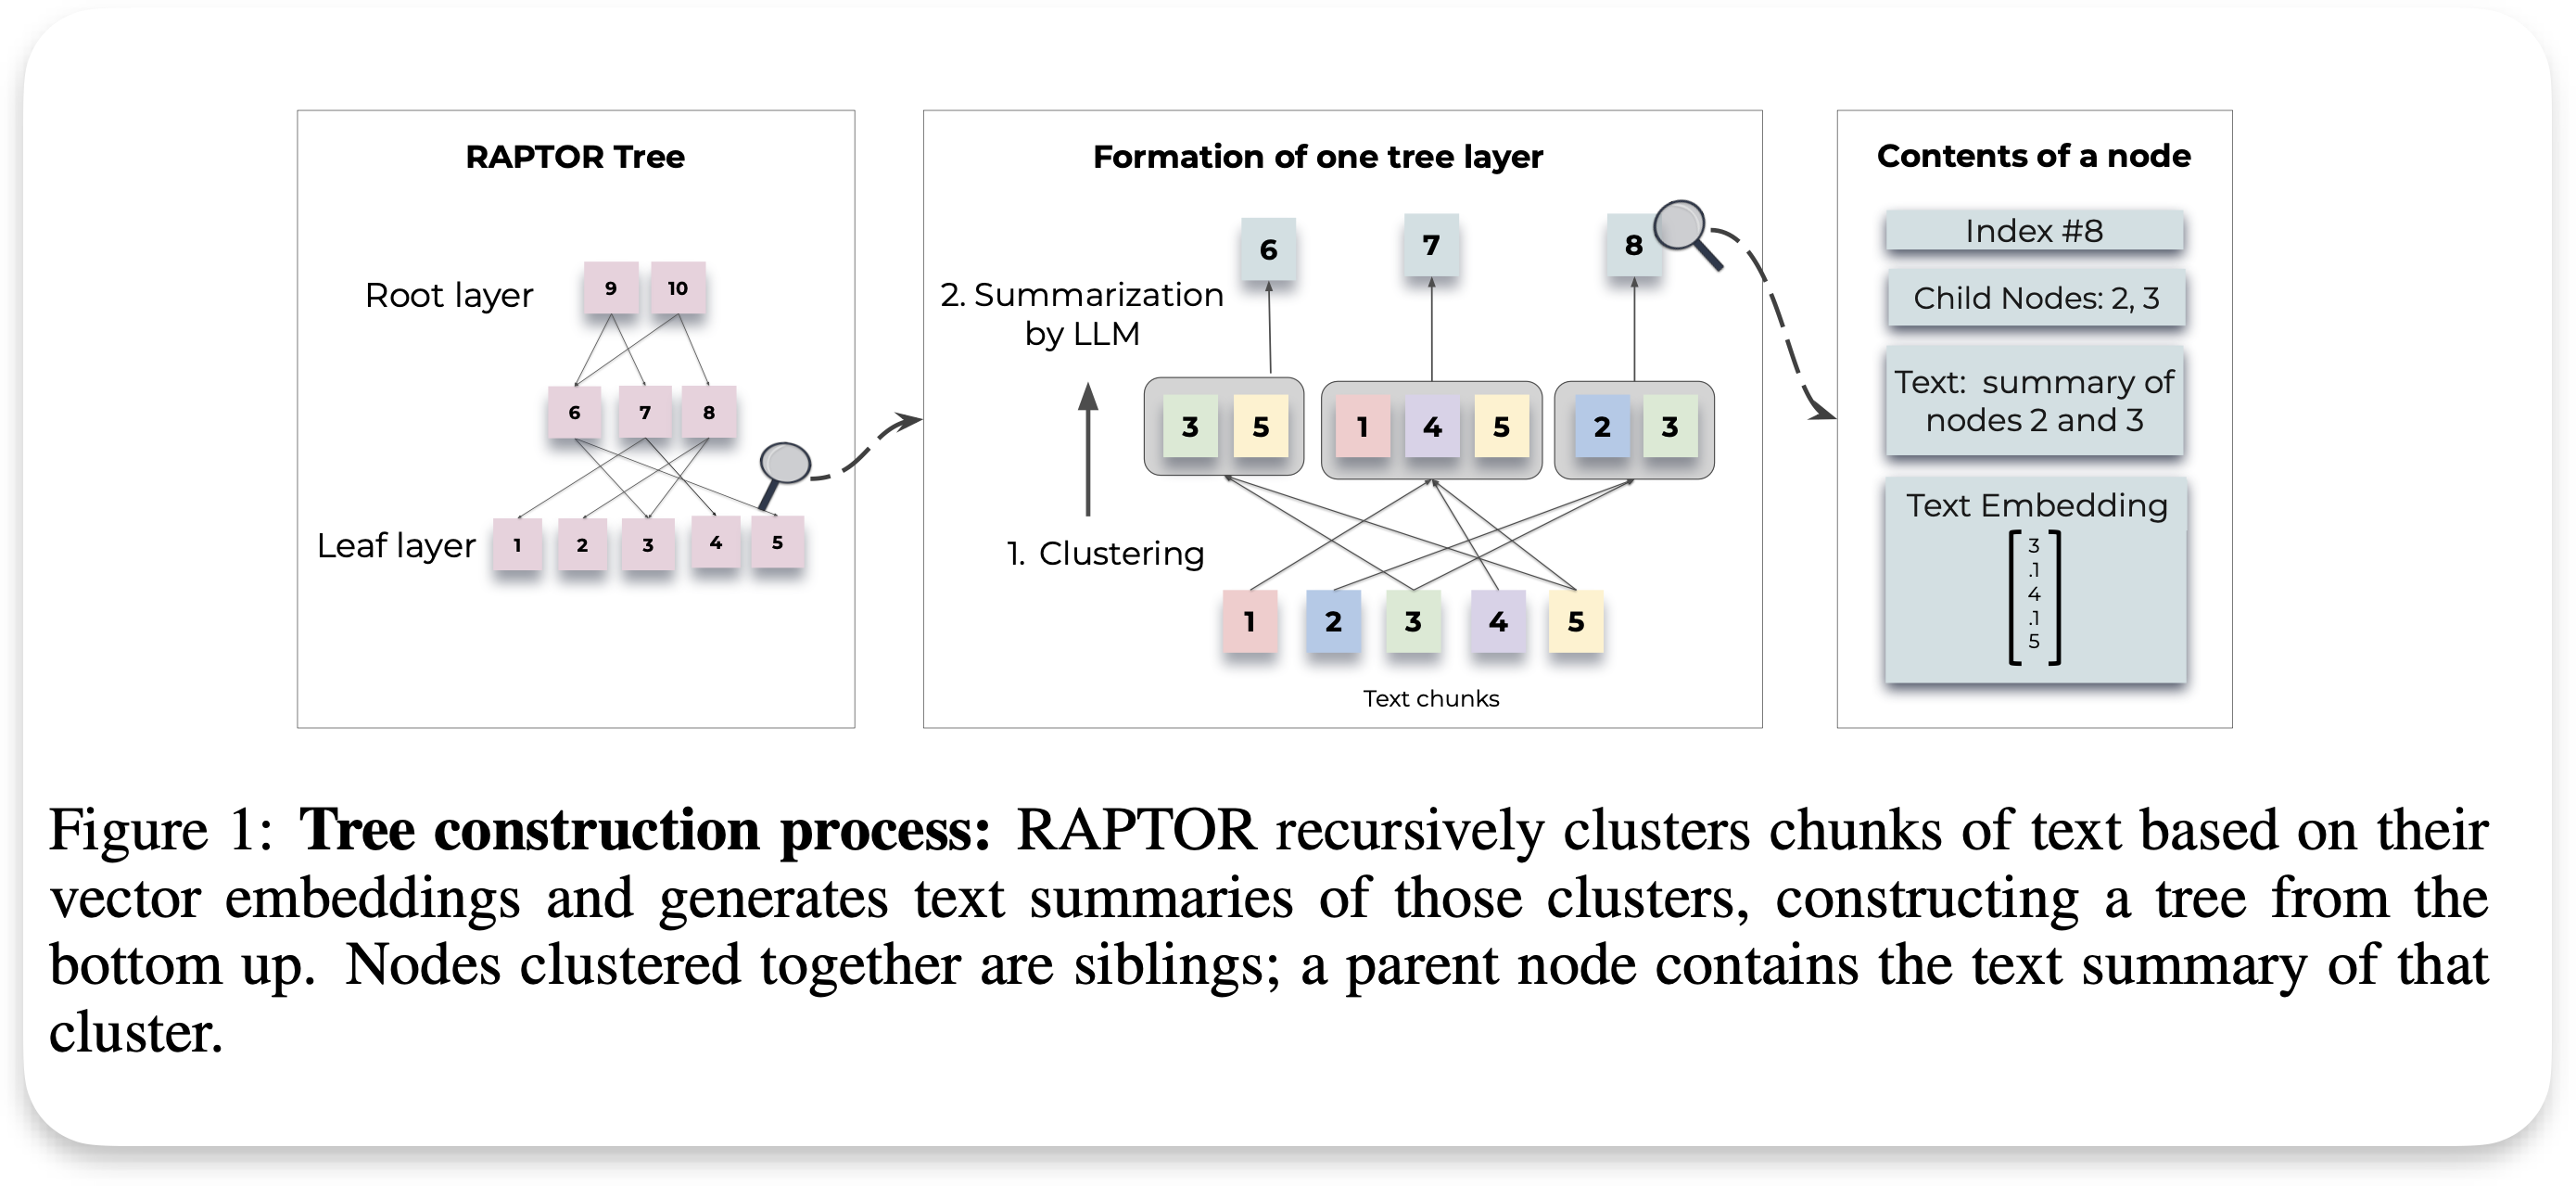 RAPTOR Tree
Root layer
9 10
6 7 8
Leaf layer
1 2 3 4 5
Formation of one tree layer
6 7 8
2. Summarization
by LLM
3 5 1 4 5 2 3
1. Clustering
1 2 3 4 5
Text chunks
Contents of a node
Index #8
Child Nodes: 2, 3
Text: summary of
nodes 2 and 3
Text Embedding
3
.1
4
.1
5
Figure 1: Tree construction process: RAPTOR recursively clusters chunks of text based on their
vector embeddings and generates text summaries of those clusters, constructing a tree from the
bottom up. Nodes clustered together are siblings; a parent node contains the text summary of that
cluster.